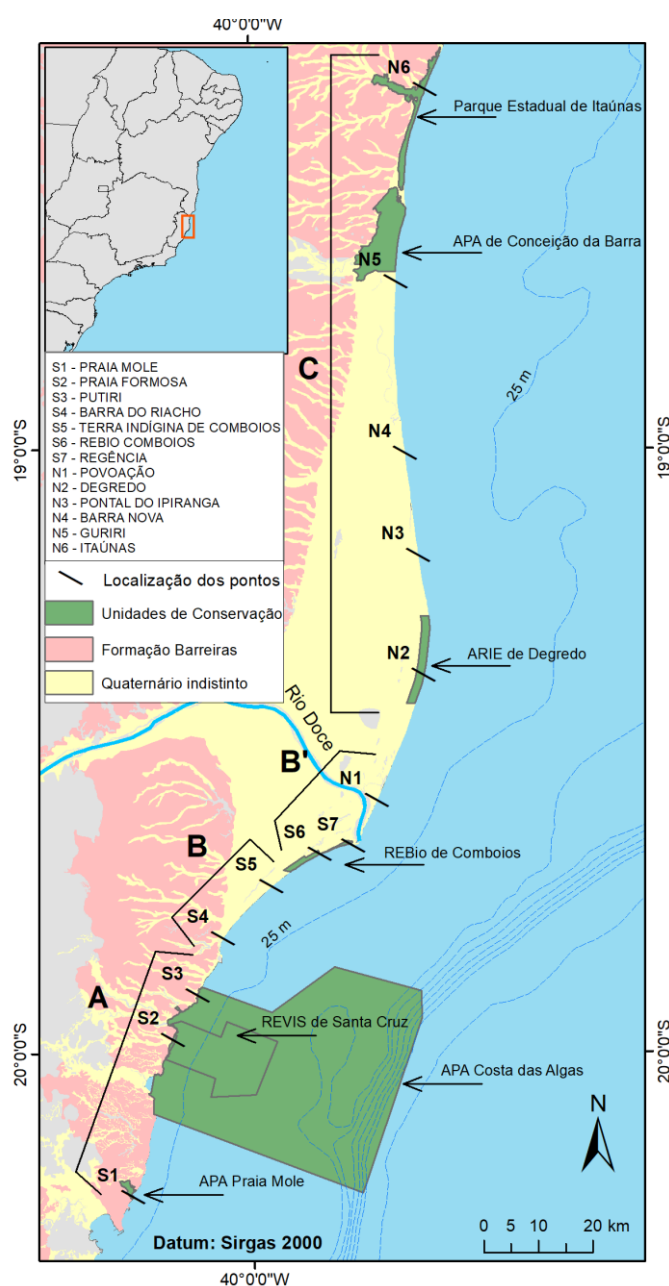 40°0'0"W
N6
Parque Estadual de Itaúnas
APA de Conceição da Barra
N5
25 m
S1 - PRAIA MOLE
S2 - PRAIA FORMOSA
S3 - PUTIRI
S4 - BARRA DO RIACHO
S5 - TERRA INDÍGINA DE COMBOIOS
S6 - REBIO COMBOIOS
S7 - REGÊNCIA
N1 - POVOAÇÃO
N2 - DEGREDO
N3 - PONTAL DO IPIRANGA
N4 - BARRA NOVA
N5 - GURIRI
N6 - ITAÚNAS
C
N4
19°0'0"S
19°0'0"S
N3
Localização dos pontos
Unidades de Conservação
Formação Barreiras
Quaternário indistinto
N2
ARIE de Degredo
Rio Doce
B'
N1
S7
S6
B
REBio de Comboios
S5
S4
25 m
A
S3
S2
REVIS de Santa Cruz
20°0'0"S
20°0'0"S
APA Costa das Algas
N
S1
APA Praia Mole
Datum: Sirgas 2000
0 5 10 20 km
40°0'0"W